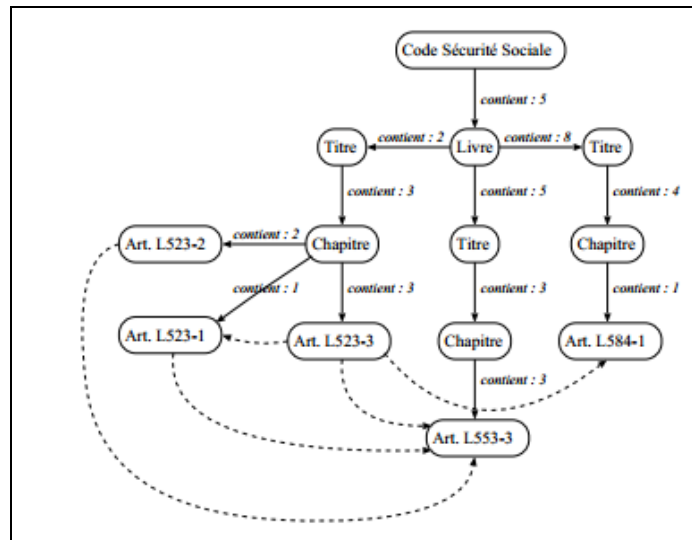 Code Sécurité Sociale
contient : 5
Titre
contient : 2
Livre
contient : 8
Titre
contient : 3
contient : 5
contient : 4
Art. L523-2
contient : 2
Chapitre
Titre
Chapitre
contient : 1
contient : 3
contient : 3
contient : 1
Art. L523-1
Art. L523-3
Chapitre
Art. L584-1
contient : 3
Art. L553-3